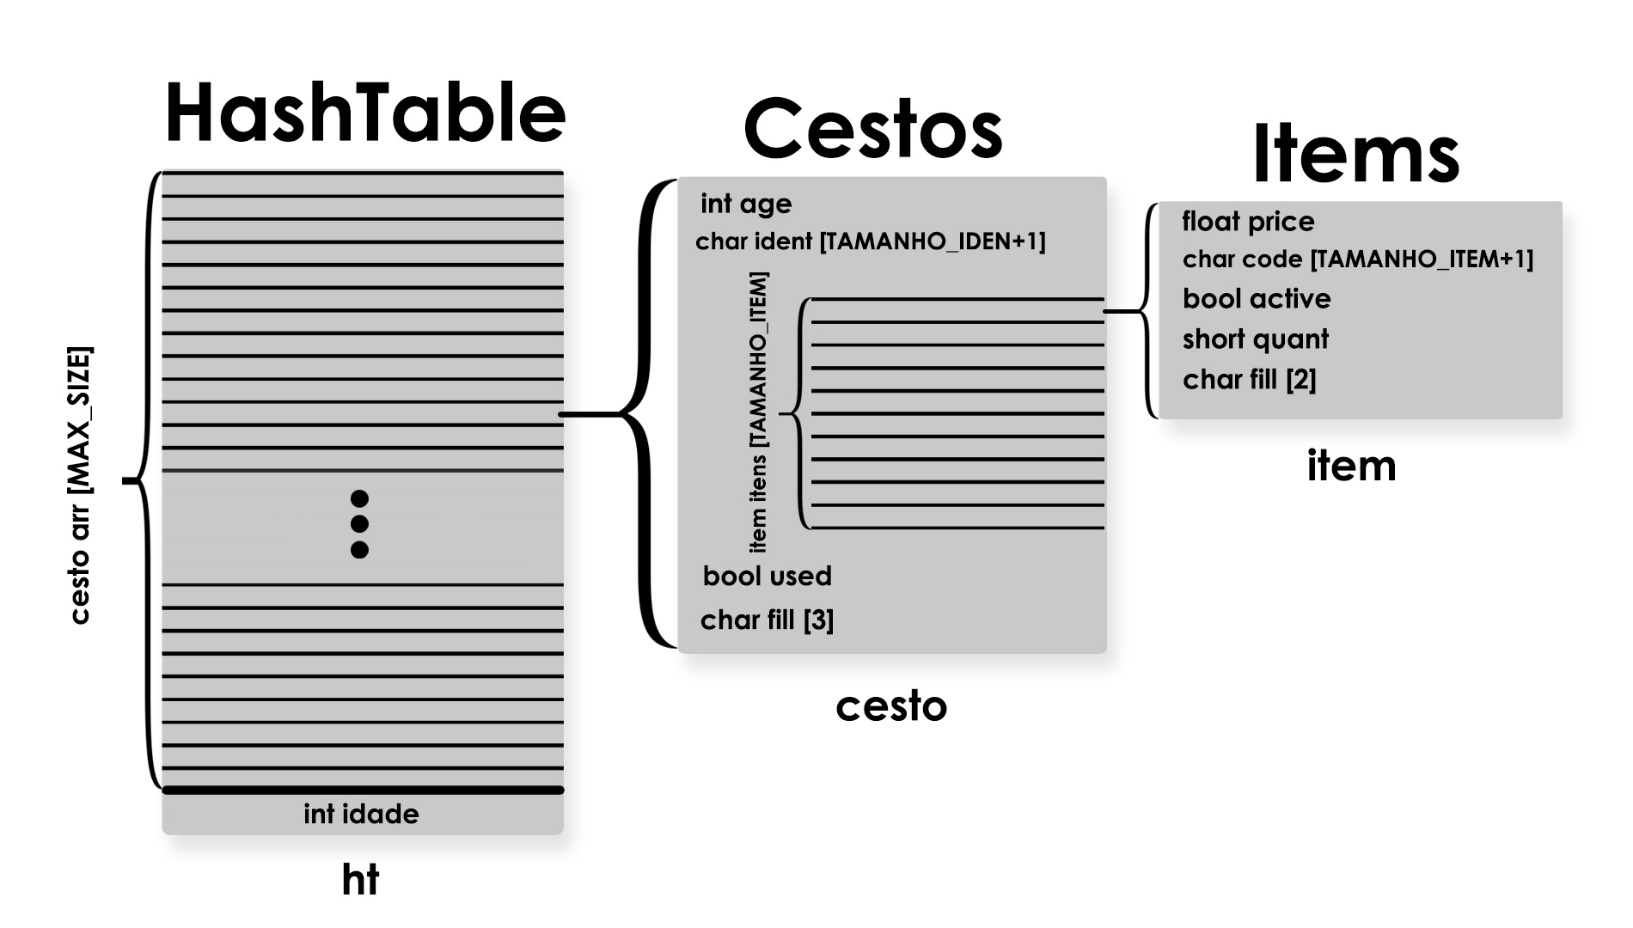 HashTable
cesto arr [MAX_SIZE]
int idade
ht
Cestos
int age
char ident [TAMANHO_IDEN+1]
item itens [TAMANHO_ITEM]
bool used
char fill [3]
cesto
Items
float price
char code [TAMANHO_ITEM+1]
bool active
short quant
char fill [2]
item